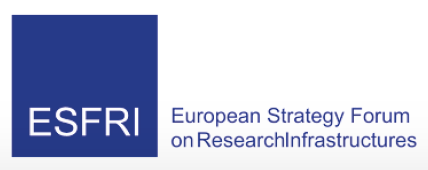 ESFRI
European Strategy Forum
on ResearchInfrastructures